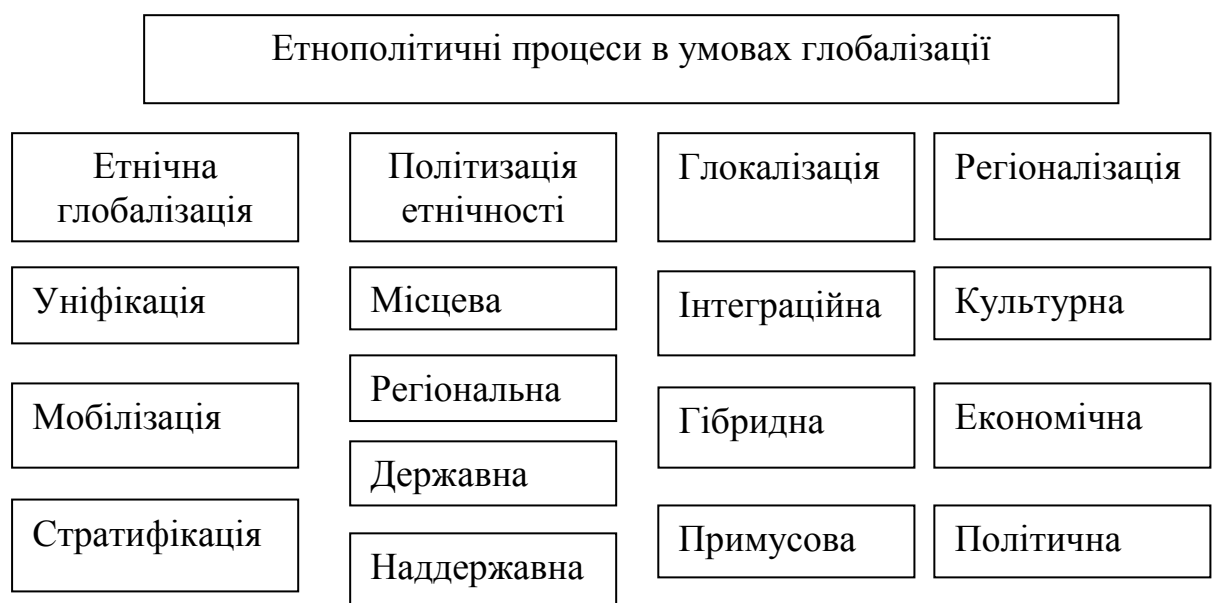 Етнополітичні процеси в умовах глобалізації
Етнічна
глобалізація
Політизація
етнічності
Глокалізація
Регіоналізація
Уніфікація
Місцева
Інтеграційна
Культурна
Мобілізація
Регіональна
Гібридна
Економічна
Державна
Стратифікація
Наддержавна
Примусова
Політична